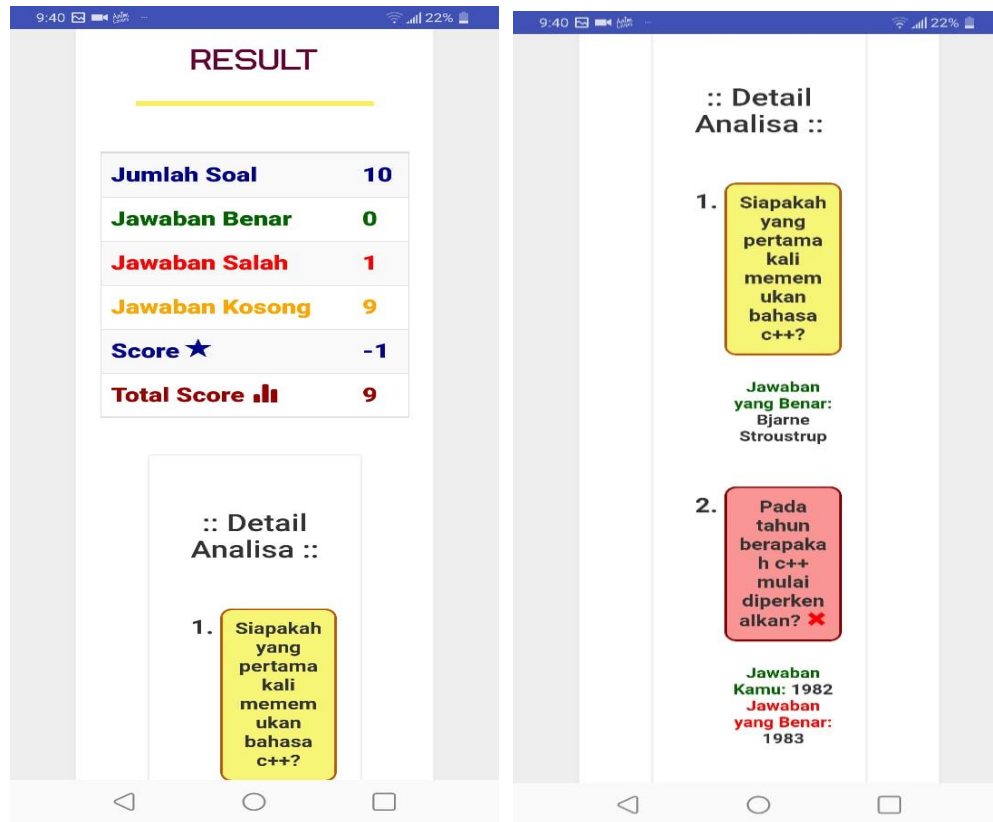 9:40
22%
RESULT
Jumlah Soal 10
Jawaban Benar 0
Jawaban Salah 1
Jawaban Kosong 9
Score -1
Total Score 9
:: Detail
Analisa ::
1. Siapakah
yang
pertama
kali
memem
ukan
bahasa
c++?
9:40
22%
:: Detail
Analisa ::
1. Siapakah
yang
pertama
kali
memem
ukan
bahasa
c++?
Jawaban
yang Benar:
Bjarne
Stroustrup
2. Pada
tahun
berapaka
h c++
mulai
diperken
alkan?
Jawaban
Kamu: 1982
Jawaban
yang Benar:
1983